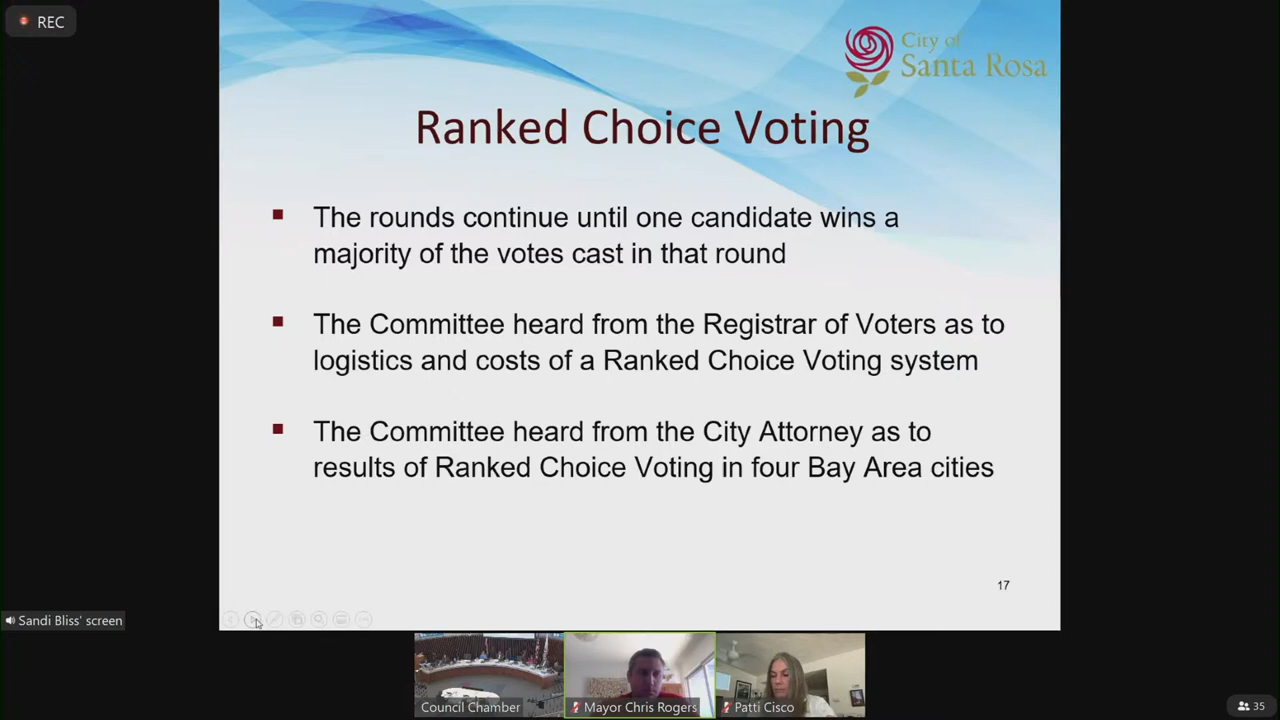 REC
City of
Santa Rosa
Ranked Choice Voting
The rounds continue until one candidate wins a
majority of the votes cast in that round
The Committee heard from the Registrar of Voters as to
logistics and costs of a Ranked Choice Voting system
The Committee heard from the City Attorney as to
results of Ranked Choice Voting in four Bay Area cities
17
Sandi Bliss' screen
Council Chamber
Mayor Chris Rogers
Patti Cisco
35